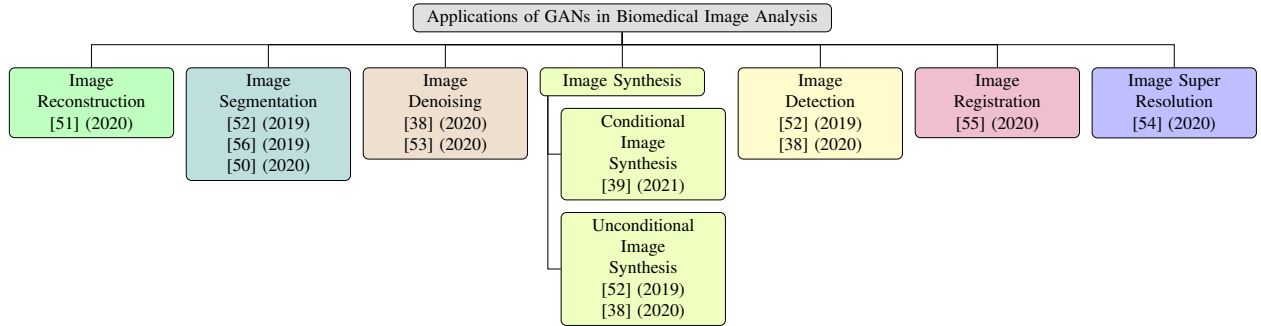 Applications of GANs in Biomedical Image Analysis
Image
Reconstruction
[51] (2020)
Image
Segmentation
[52] (2019)
[56] (2019)
[50] (2020)
Image
Denoising
[38] (2020)
[53] (2020)
Image Synthesis
Conditional
Image
Synthesis
[39] (2021)
Unconditional
Image
Synthesis
[52] (2019)
[38] (2020)
Image
Detection
[52] (2019)
[38] (2020)
Image
Registration
[55] (2020)
Image Super
Resolution
[54] (2020)